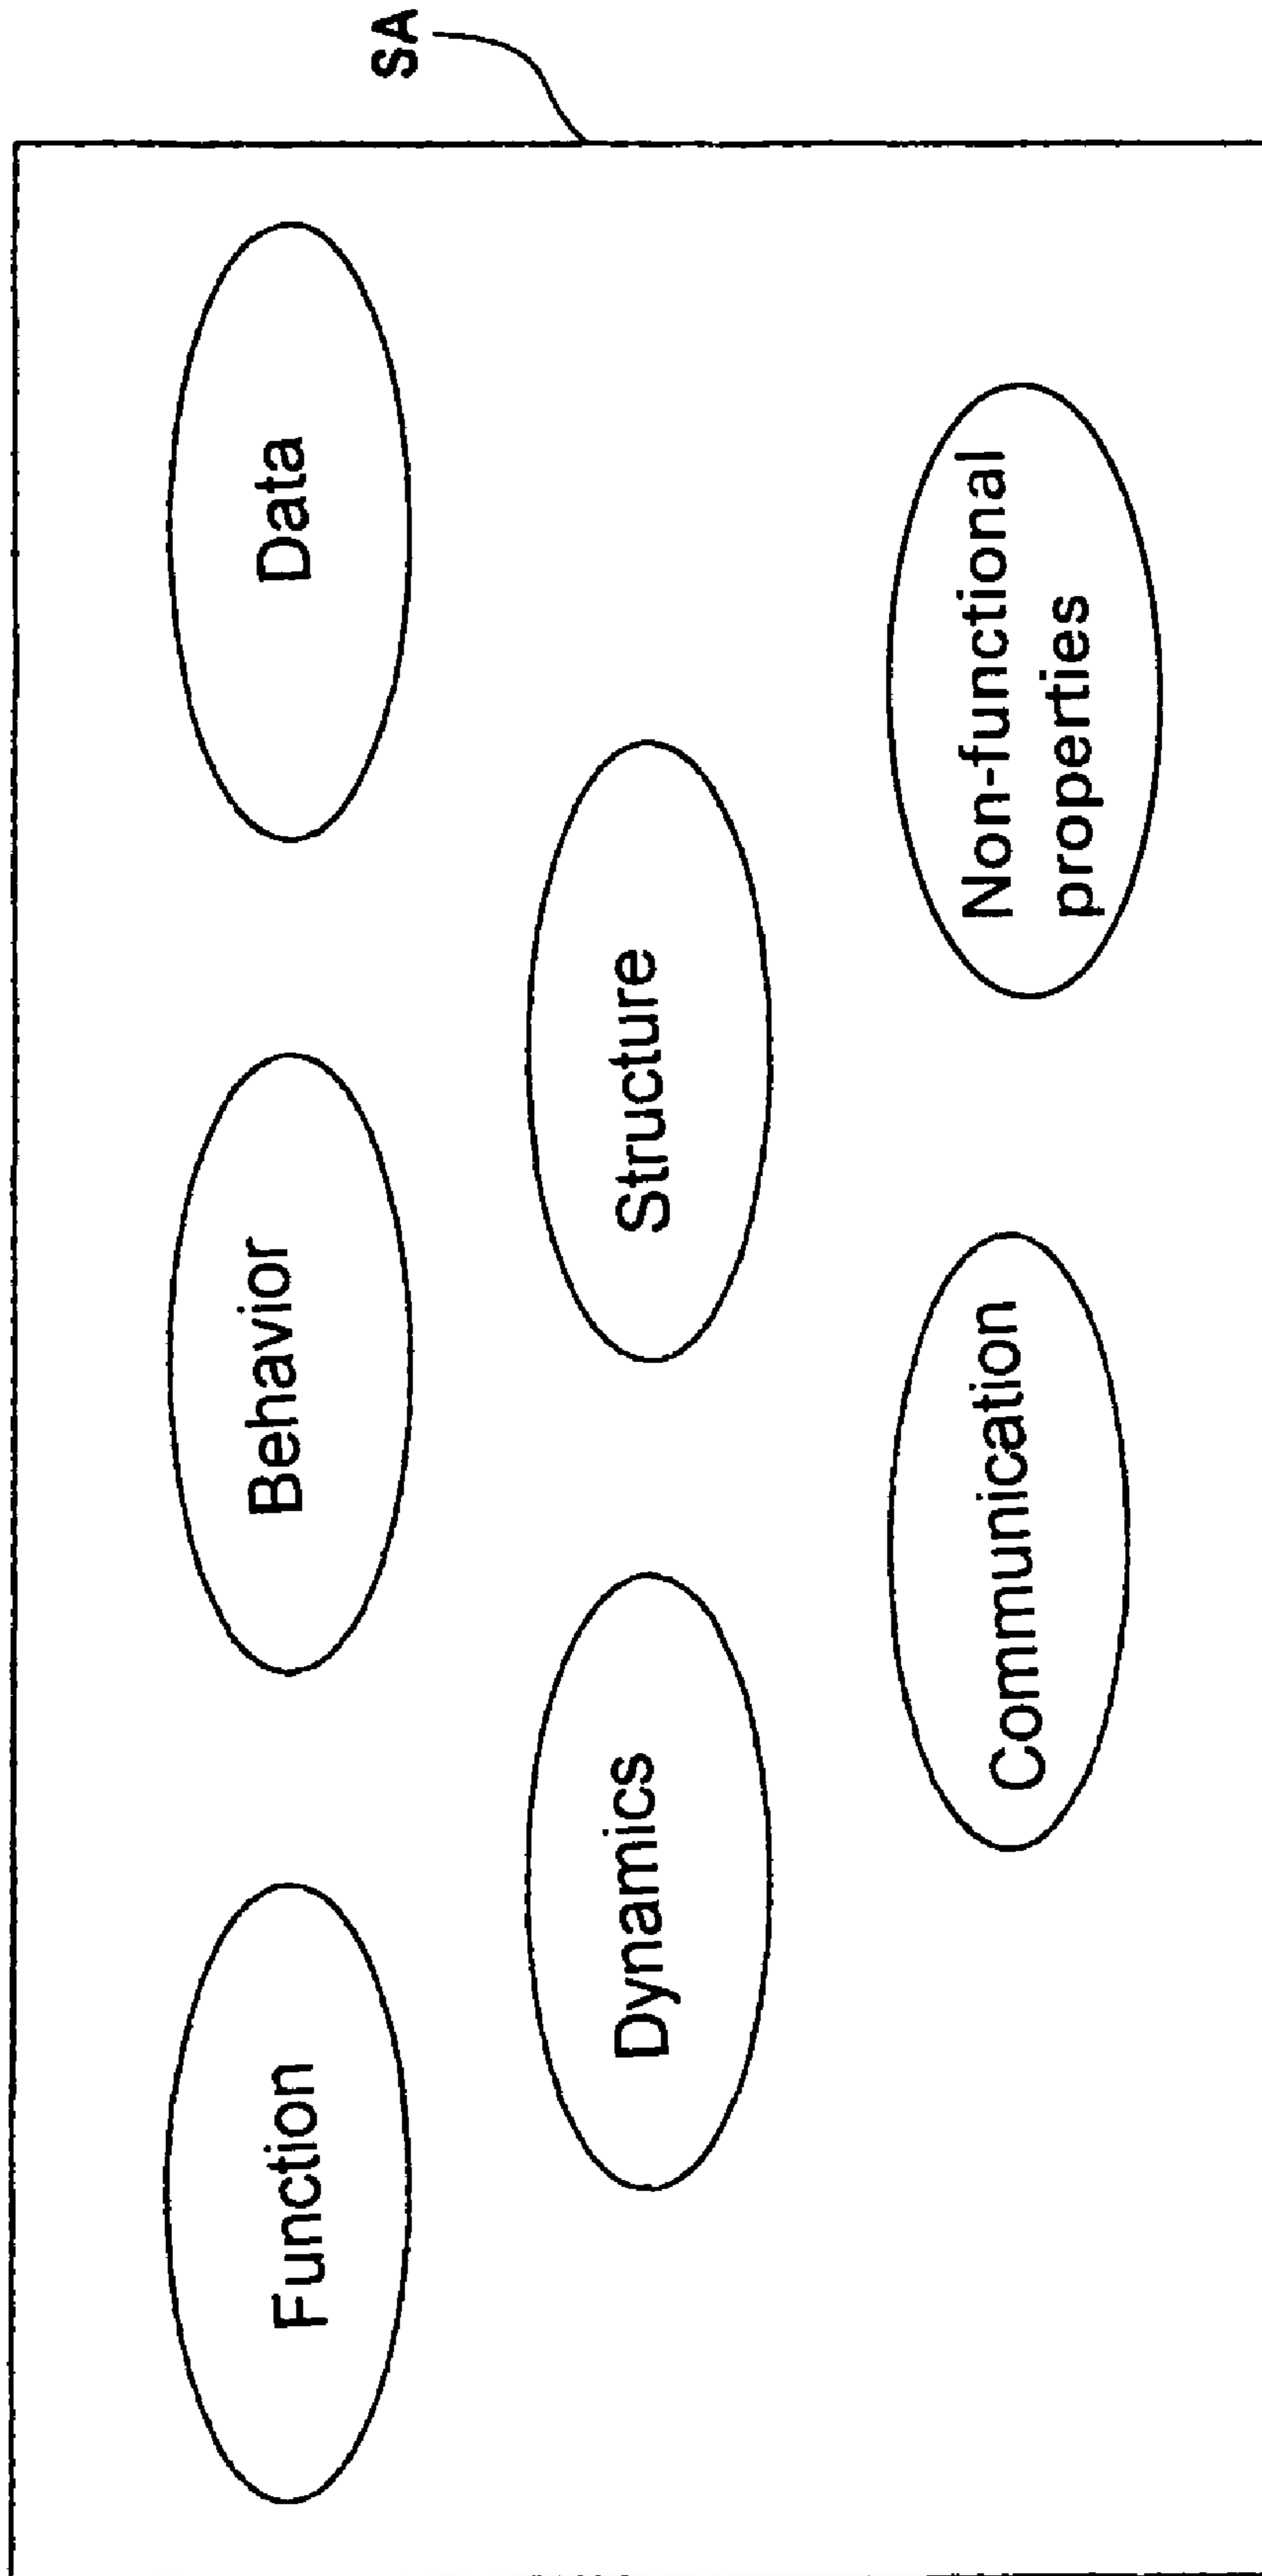 SA
Function
Behavior
Data
Dynamics
Structure
Communication
Non-functional
properties